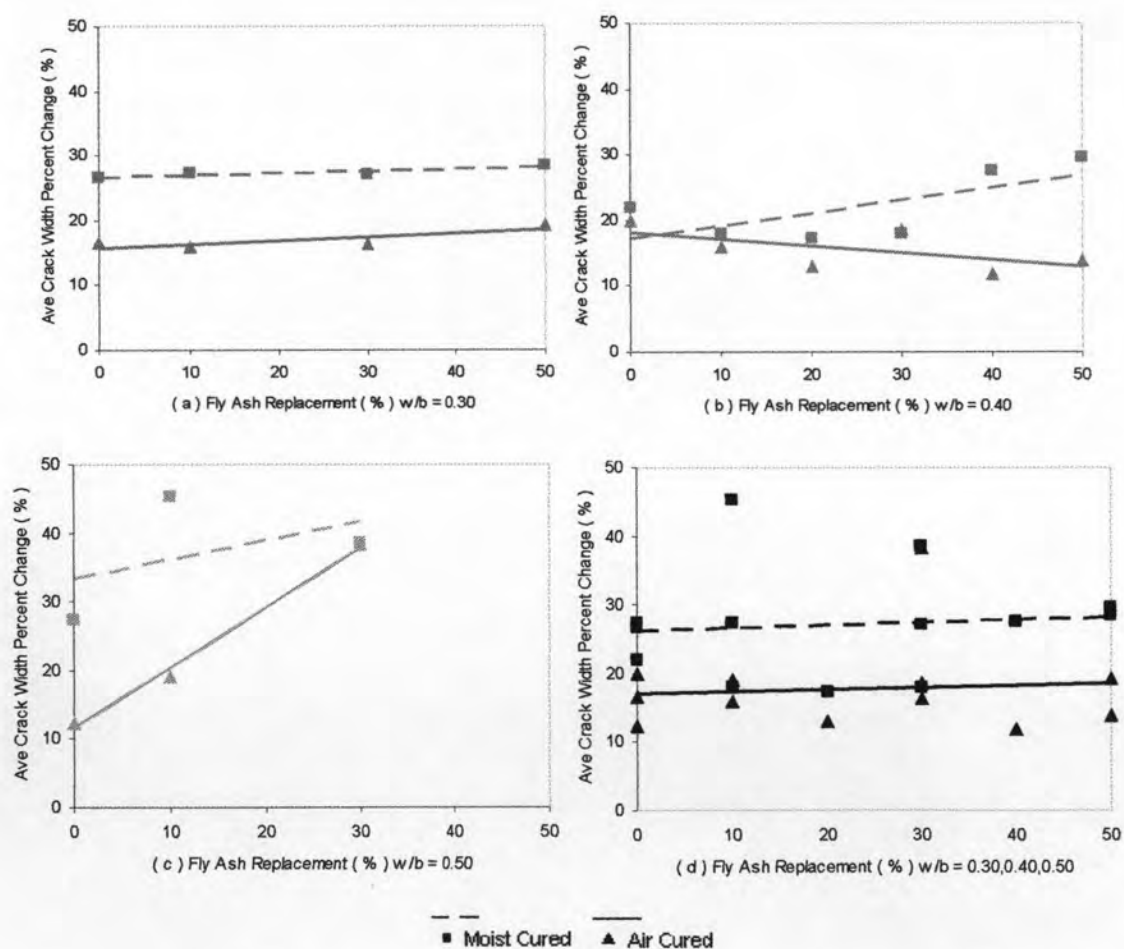 Ave Crack Width Percent Change ( % )
50
40
30
20
10
0
0 10 20 30 40 50
( a ) Fly Ash Replacement ( % ) w/b = 0.30
Ave Crack Width Percent Change ( % )
50
40
30
20
10
0
0 10 20 30 40 50
( b ) Fly Ash Replacement ( % ) w/b = 0.40
Ave Crack Width Percent Change ( % )
50
40
30
20
10
0
0 10 20 30 40 50
( c ) Fly Ash Replacement ( % ) w/b = 0.50
Ave Crack Width Percent Change ( % )
50
40
30
20
10
0
0 10 20 30 40 50
( d ) Fly Ash Replacement ( % ) w/b = 0.30,0.40,0.50
Moist Cured Air Cured